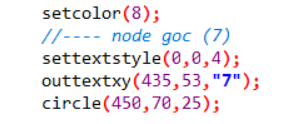 setcolor(8);
//---- node goc (7)
settextstyle(0,0,4);
outtextxy(435,53,"7");
circle(450,70,25);